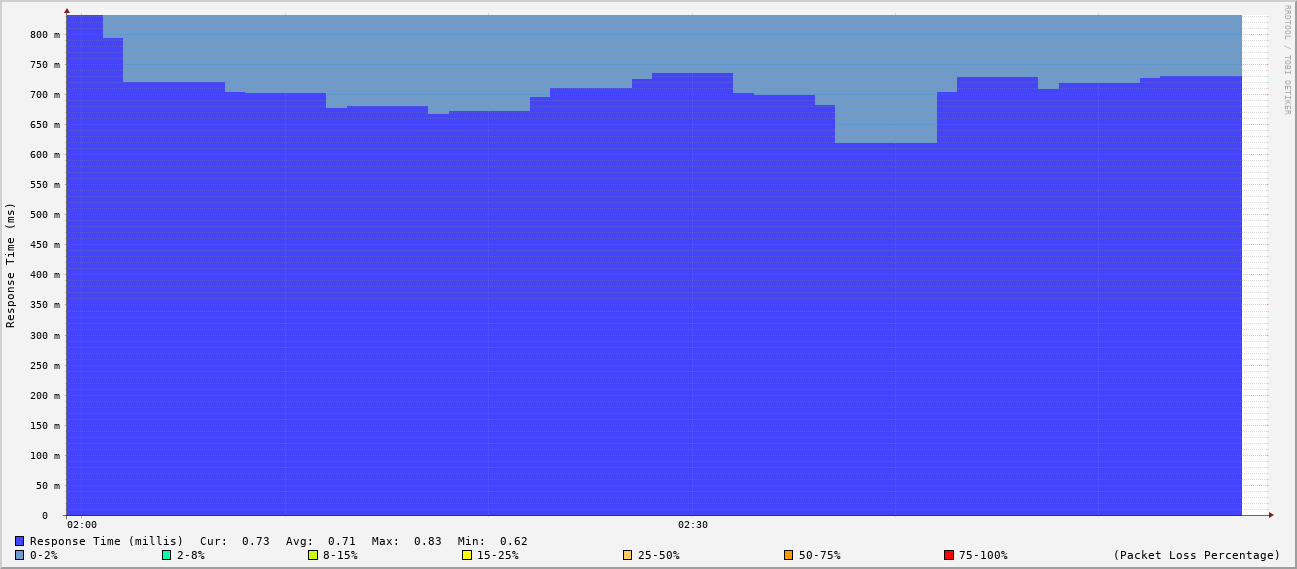 RRDTOOL / TOBI OETIKER
Response Time (ms)
800 m
750 m
700 m
650 m
600 m
550 m
500 m
450 m
400 m
350 m
300 m
250 m
200 m
150 m
100 m
50 m
0
02:00 02:30
Response Time (millis) Cur: 0.73 Avg: 0.71 Max: 0.83 Min: 0.62
0-2% 2-8% 8-15% 15-25% 25-50% 50-75% 75-100% (Packet Loss Percentage)